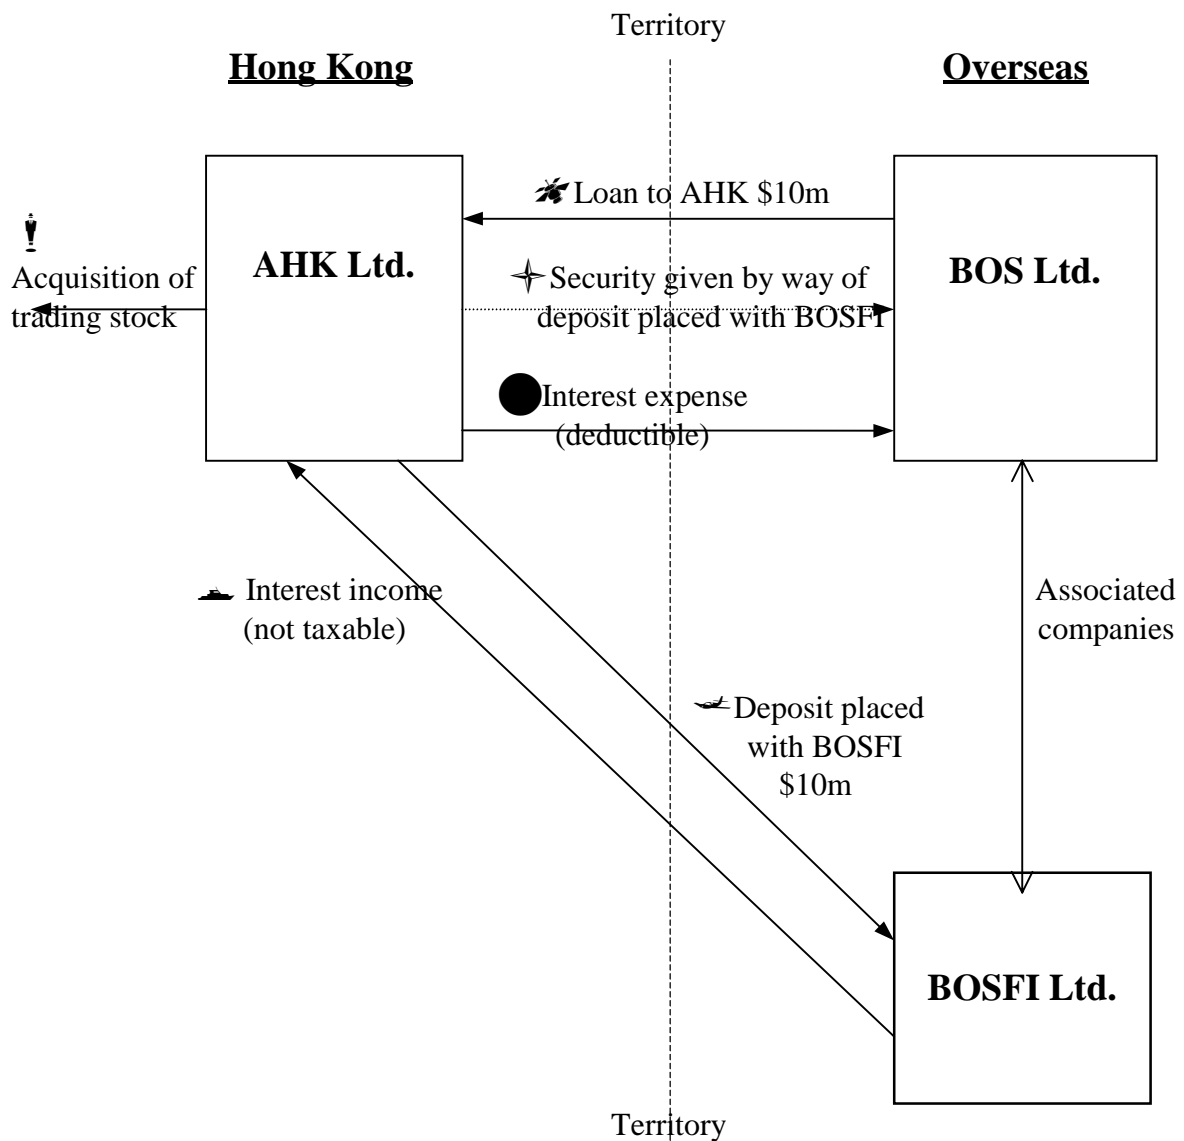 Territory
Hong Kong
Overseas
Loan to AHK $10m
AHK Ltd.
BOS Ltd.
Acquisition of
trading stock
Security given by way of
deposit placed with BOSFI
Interest expense
(deductible)
Interest income
(not taxable)
Associated
companies
Deposit placed
with BOSFI
$10m
BOSFI Ltd.
Territory